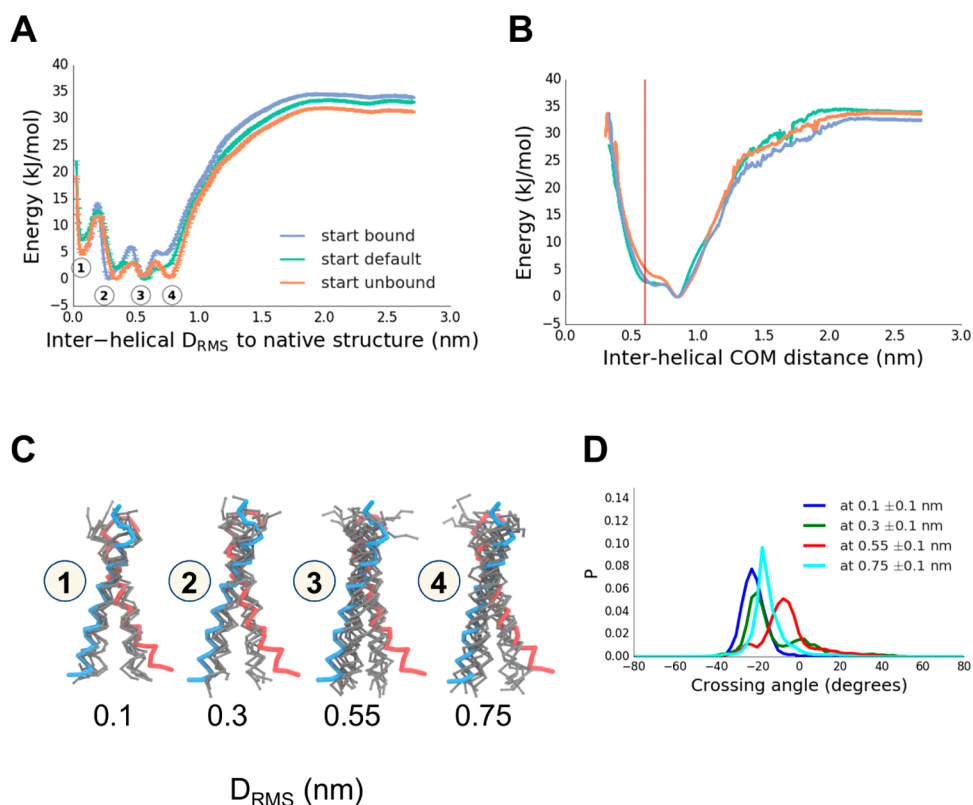 A
40
35
30
25
20
15
10
5
0
−5
Energy (kJ/mol)
0.0 0.5 1.0 1.5 2.0 2.5 3.0
Inter−helical DRMS to native structure (nm)
start bound
start default
start unbound
1
2
3
4
B
40
35
30
25
20
15
10
5
0
−5
Energy (kJ/mol)
0.0 0.5 1.0 1.5 2.0 2.5 3.0
Inter-helical COM distance (nm)
C
1
2
3
4
0.1 0.3 0.55 0.75
DRMS (nm)
D
0.14
0.12
0.10
0.08
0.06
0.04
0.02
0.00
P
−80 −60 −40 −20 0 20 40 60 80
Crossing angle (degrees)
at 0.1 ±0.1 nm
at 0.3 ±0.1 nm
at 0.55 ±0.1 nm
at 0.75 ±0.1 nm